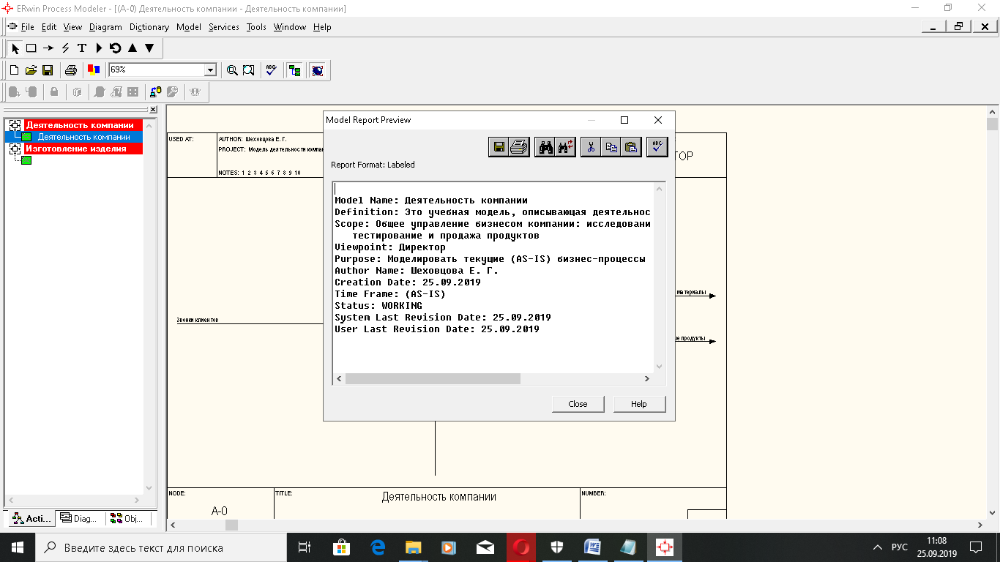 ERwin Process Modeler - [(A-0) Деятельность компании - Деятельность компании]
File Edit View Diagram Dictionary Model Services Tools Window Help
69%
Деятельность компании
Деятельность компании
Изготовление изделия
USED AT:
AUTHOR: Шеховцова Е. Г.
PROJECT: Модель деятельности компан
NOTES: 1 2 3 4 5 6 7 8 9 10
ТОР
Звонки клиентов
материалы
ые продукты
Model Report Preview
Report Format: Labeled
Model Name: Деятельность компании
Definition: Это учебная модель, описывающая деятельнос
Scope: Общее управление бизнесом компании: исследовани
тестирование и продажа продуктов
Viewpoint: Директор
Purpose: Моделировать текущие (AS-IS) бизнес-процессы
Author Name: Шеховцова Е. Г.
Creation Date: 25.09.2019
Time Frame: (AS-IS)
Status: WORKING
System Last Revision Date: 25.09.2019
User Last Revision Date: 25.09.2019
Close Help
NODE:
A-0
TITLE:
Деятельность компании
NUMBER:
Acti... Diag... Obj...
Введите здесь текст для поиска
РУС
11:08
25.09.2019